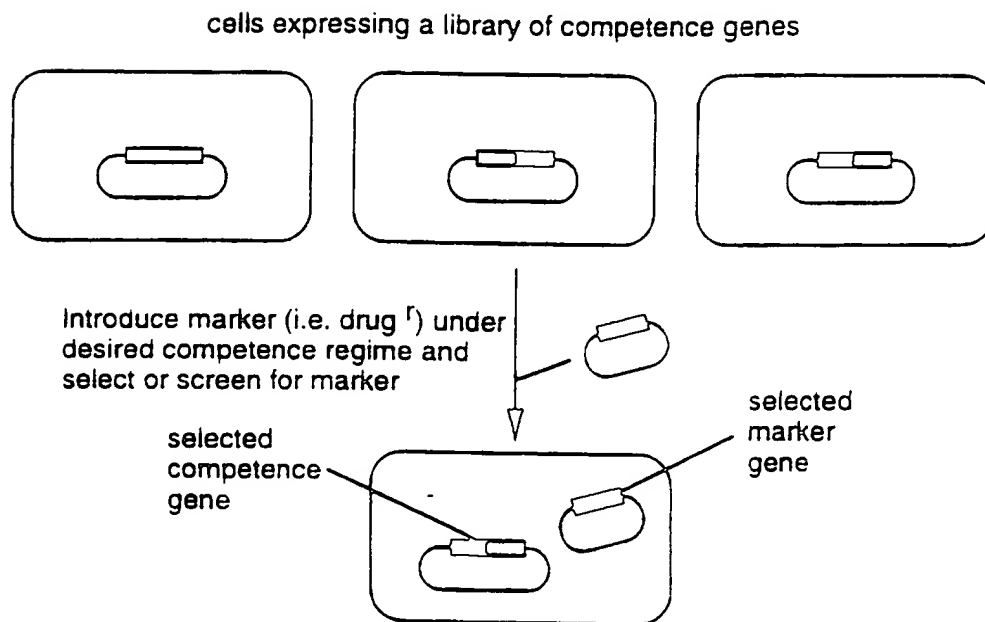 cells expressing a library of competence genes
Introduce marker (i.e. drug r) under
desired competence regime and
select or screen for marker
selected
competence
gene
selected
marker
gene